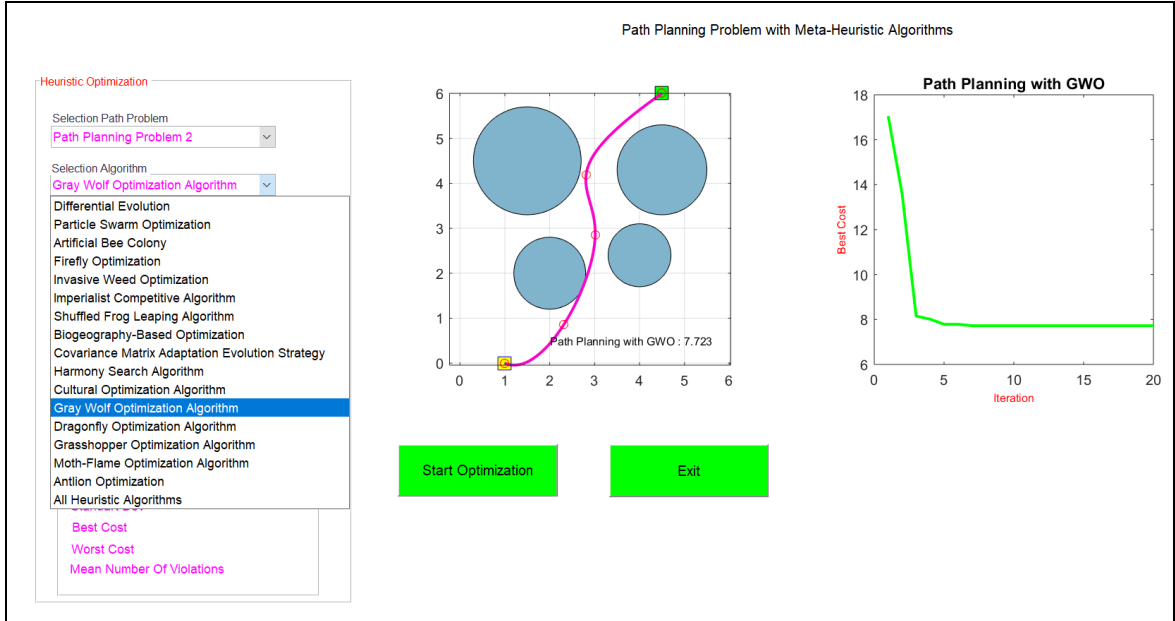 Path Planning Problem with Meta-Heuristic Algorithms
Heuristic Optimization
Selection Path Problem
Path Planning Problem 2
Selection Algorithm
Gray Wolf Optimization Algorithm
Differential Evolution
Particle Swarm Optimization
Artificial Bee Colony
Firefly Optimization
Invasive Weed Optimization
Imperialist Competitive Algorithm
Shuffled Frog Leaping Algorithm
Biogeography-Based Optimization
Covariance Matrix Adaptation Evolution Strategy
Harmony Search Algorithm
Cultural Optimization Algorithm
Gray Wolf Optimization Algorithm
Dragonfly Optimization Algorithm
Grasshopper Optimization Algorithm
Moth-Flame Optimization Algorithm
Antlion Optimization
All Heuristic Algorithms
Best Cost
Worst Cost
Mean Number Of Violations
6
5
4
3
2
1
0
0 1 2 3 4 5 6
Path Planning with GWO : 7.723
Start Optimization
Exit
Path Planning with GWO
Best Cost
18
16
14
12
10
8
6
0 5 10 15 20
Iteration